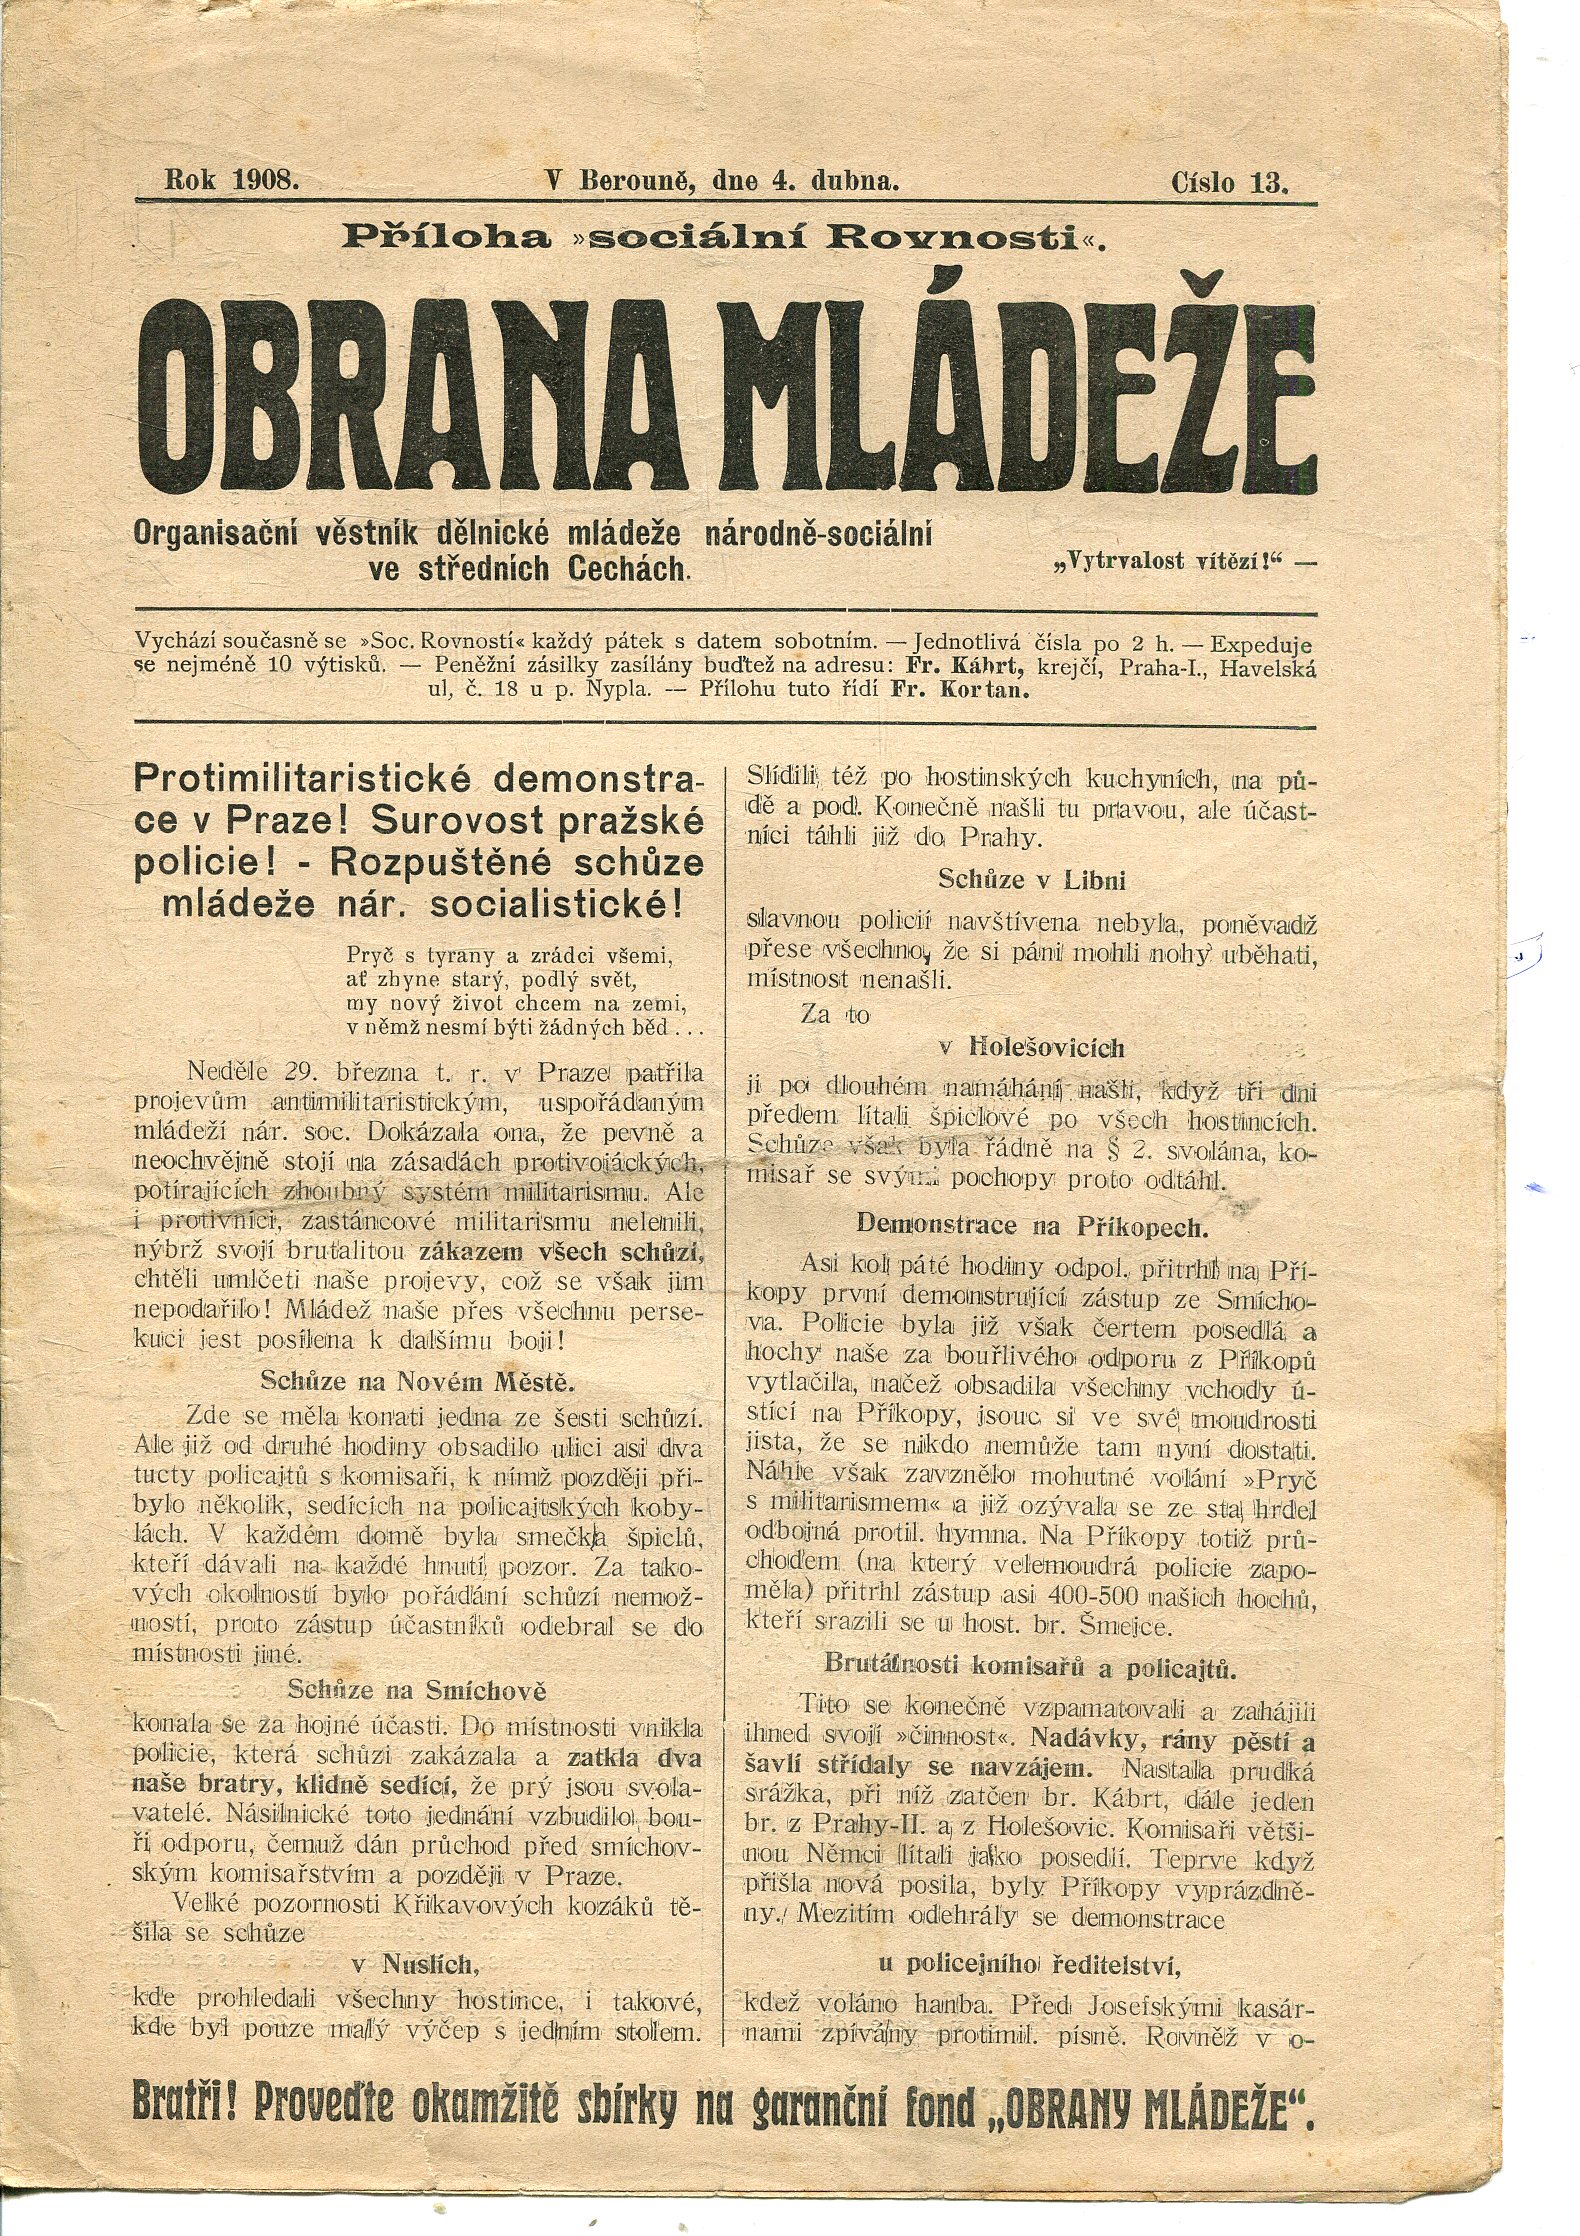 Rok 1908. V Berouně, dne 4. dubna. Císlo 13.
Příloha »sociální Rovnosti«.
OBRANA MLÁDEŽE
Organisační věstník dělnické mládeže národně-sociální
ve středních Cechách.
„Vytrvalost vítězí!“ —
Vychází současně se »Soc. Rovností« každý pátek s datem sobotním. — Jednotlivá čísla po 2 h. — Expeduje
se nejméně 10 výtisků. — Peněžní zásilky zasílány buďtež na adresu: Fr. Kábrt, krejčí, Praha-I., Havelská
ul, č. 18 u p. Nypla. — Přílohu tuto řídí Fr. Kortan.
Protimilitaristické demonstra-
ce v Praze! Surovost pražské
policie! - Rozpuštěné schůze
mládeže nár. socialistické!
Pryč s tyrany a zrádci všemi,
ať zhyne starý, podlý svět,
my nový život chcem na zemi,
v němž nesmí býti žádných běd . . .
Neděle 29. března t. r. v Praze patřila
projevům antimilitaristickým, uspořádaným
mládeží nár. soc. Dokázala ona, že pevně a
neochvějně stojí na zásadách protivojáckých,
potírajících zhoubný systém militarismu. Ale
i protivníci, zastáncové militarismu nelenili,
nýbrž svojí brutalitou zákazem všech schůzí,
chtěli umlčeti naše projevy, což se však jim
nepodařilo! Mládež naše přes všechnu perse-
kuci jest posílena k dalšímu boji!
Schůze na Novém Městě.
Zde se měla konati jedna ze šesti schůzí.
Ale již od druhé hodiny obsadilo ulici asi dva
tucty policajtů s komisaři, k nímž později při-
bylo několik, sedících na policajtských koby-
lách. V každém domě byla smečka špiclů,
kteří dávali na každé hnutí pozor. Za tako-
vých okolností bylo pořádání schůzí nemož-
ností, proto zástup účastníků odebral se do
místnosti jiné.
Schůze na Smíchově
konala se za hojné účasti. Do místnosti vnikla
policie, která schůzi zakázala a zatkla dva
naše bratry, klidně sedící, že prý jsou svola-
vatelé. Násilnické toto jednání vzbudilo bou-
ři odporu, čemuž dán průchod před smíchov-
ským komisařstvím a později v Praze.
Velké pozornosti Křikavových kozáků tě-
šila se schůze
v Nuslích,
kde prohledali všechny hostince, i takové,
kde byl pouze malý výčep s jedním stolem.
Slídili též po hostinských kuchyních, na pů-
dě a pod. Konečně našli tu pravou, ale účast-
níci táhli již do Prahy.
Schůze v Libni
slavnou policií navštívena nebyla, poněvadž
přese všechno, že si páni mohli nohy uběhati,
místnost nenašli.
Za to
v Holešovicích
ji po dlouhém namáhání našli, když tři dni
předem lítali špiclové po všech hostincích.
Schůze však byla řádně na § 2. svolána, ko-
misař se svými pochopy proto odtáhl.
Demonstrace na Příkopech.
Asi kol páté hodiny odpol. přitrhl na Pří-
kopy první demonstrující zástup ze Smícho-
va. Policie byla již však čertem posedlá a
hochy naše za bouřlivého odporu z Příkopů
vytlačila, načež obsadila všechny vchody ú-
stící na Příkopy, jsouc si ve své moudrosti
jista, že se nikdo nemůže tam nyní dostati.
Náhle však zavznělo mohutné volání »Pryč
s militarismem« a již ozývala se ze sta hrdel
odbojná protil. hymna. Na Příkopy totiž prů-
chodem (na který velemoudrá policie zapo-
měla) přitrhl zástup asi 400-500 našich hochů,
kteří srazili se u host. br. Šmejce.
Brutálnosti komisařů a policajtů.
Tito se konečně vzpamatovali a zahájili
ihned svojí »činnost«. Nadávky, rány pěstí a
šavlí střídaly se navzájem. Nastala prudká
srážka, při níž zatčen br. Kábrt, dále jeden
br. z Prahy-II. a z Holešovic. Komisaři větši-
nou Němci lítali jako posedlí. Teprve když
přišla nová posila, byly Příkopy vyprázdně-
ny. Mezitím odehrály se demonstrace
u policejního ředitelství,
kdež voláno hanba. Před Josefskými kasár-
nami zpívány protimil. písně. Rovněž v o-
Bratři! Proveďte okamžitě sbírky na garanční fond „OBRANY MLÁDEŽE“.